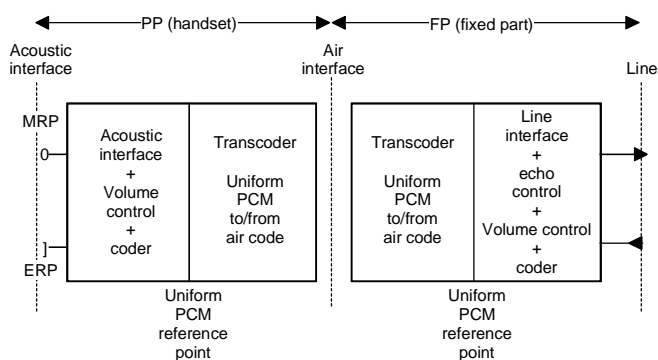 PP (handset)
FP (fixed part)
Acoustic
interface
Air
interface
Line
MRP
0
]
ERP
Acoustic
interface
+
Volume
control
+
coder
Transcoder
Uniform
PCM
to/from
air code
Transcoder
Uniform
PCM
to/from
air code
Line
interface
+
echo
control
+
Volume control
+
coder
Uniform
PCM
reference
point
Uniform
PCM
reference
point